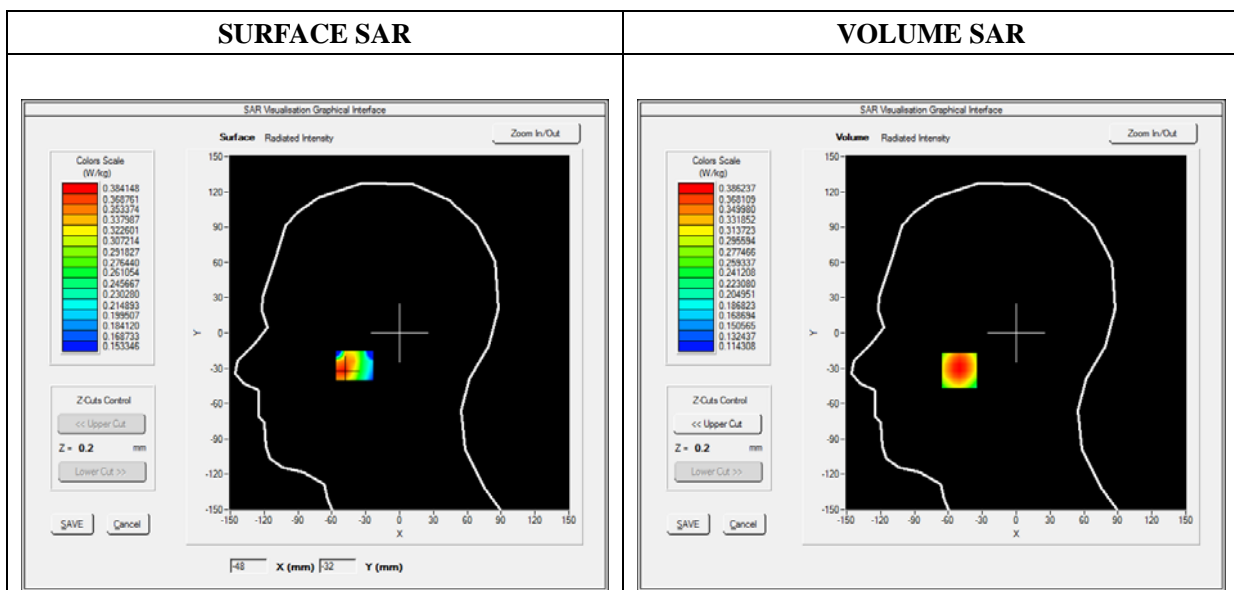 SURFACE SAR
SAR Visualisation Graphical Interface
Surface Radiated Intensity
Zoom In/Out
Colors Scale
(W/kg)
0.384148
0.368761
0.353374
0.337987
0.322601
0.307214
0.291827
0.276440
0.261054
0.245667
0.230280
0.214893
0.199507
0.184120
0.168733
0.153346
150
120
90
60
30
0
-30
-60
-90
-120
-150
Y
-150 -120 -90 -60 -30 0 30 60 90 120 150
X
Z-Cuts Control
<< Upper Cut
Z = 0.2 mm
Lower Cut >>
SAVE Cancel
-48 X (mm) -32 Y (mm)
VOLUME SAR
SAR Visualisation Graphical Interface
Volume Radiated Intensity
Zoom In/Out
Colors Scale
(W/kg)
0.386237
0.368109
0.349980
0.331852
0.313723
0.295594
0.277466
0.259337
0.241208
0.223080
0.204951
0.186823
0.168694
0.150565
0.132437
0.114308
150
120
90
60
30
0
-30
-60
-90
-120
-150
Y
-150 -120 -90 -60 -30 0 30 60 90 120 150
X
Z-Cuts Control
<< Upper Cut
Z = 0.2 mm
Lower Cut >>
SAVE Cancel